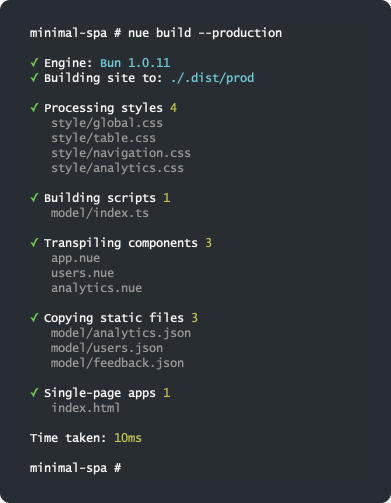 minimal-spa # nue build --production
✓ Engine: Bun 1.0.11
✓ Building site to: ./.dist/prod
✓ Processing styles 4
style/global.css
style/table.css
style/navigation.css
style/analytics.css
✓ Building scripts 1
model/index.ts
✓ Transpiling components 3
app.nue
users.nue
analytics.nue
✓ Copying static files 3
model/analytics.json
model/users.json
model/feedback.json
✓ Single-page apps 1
index.html
Time taken: 10ms
minimal-spa #